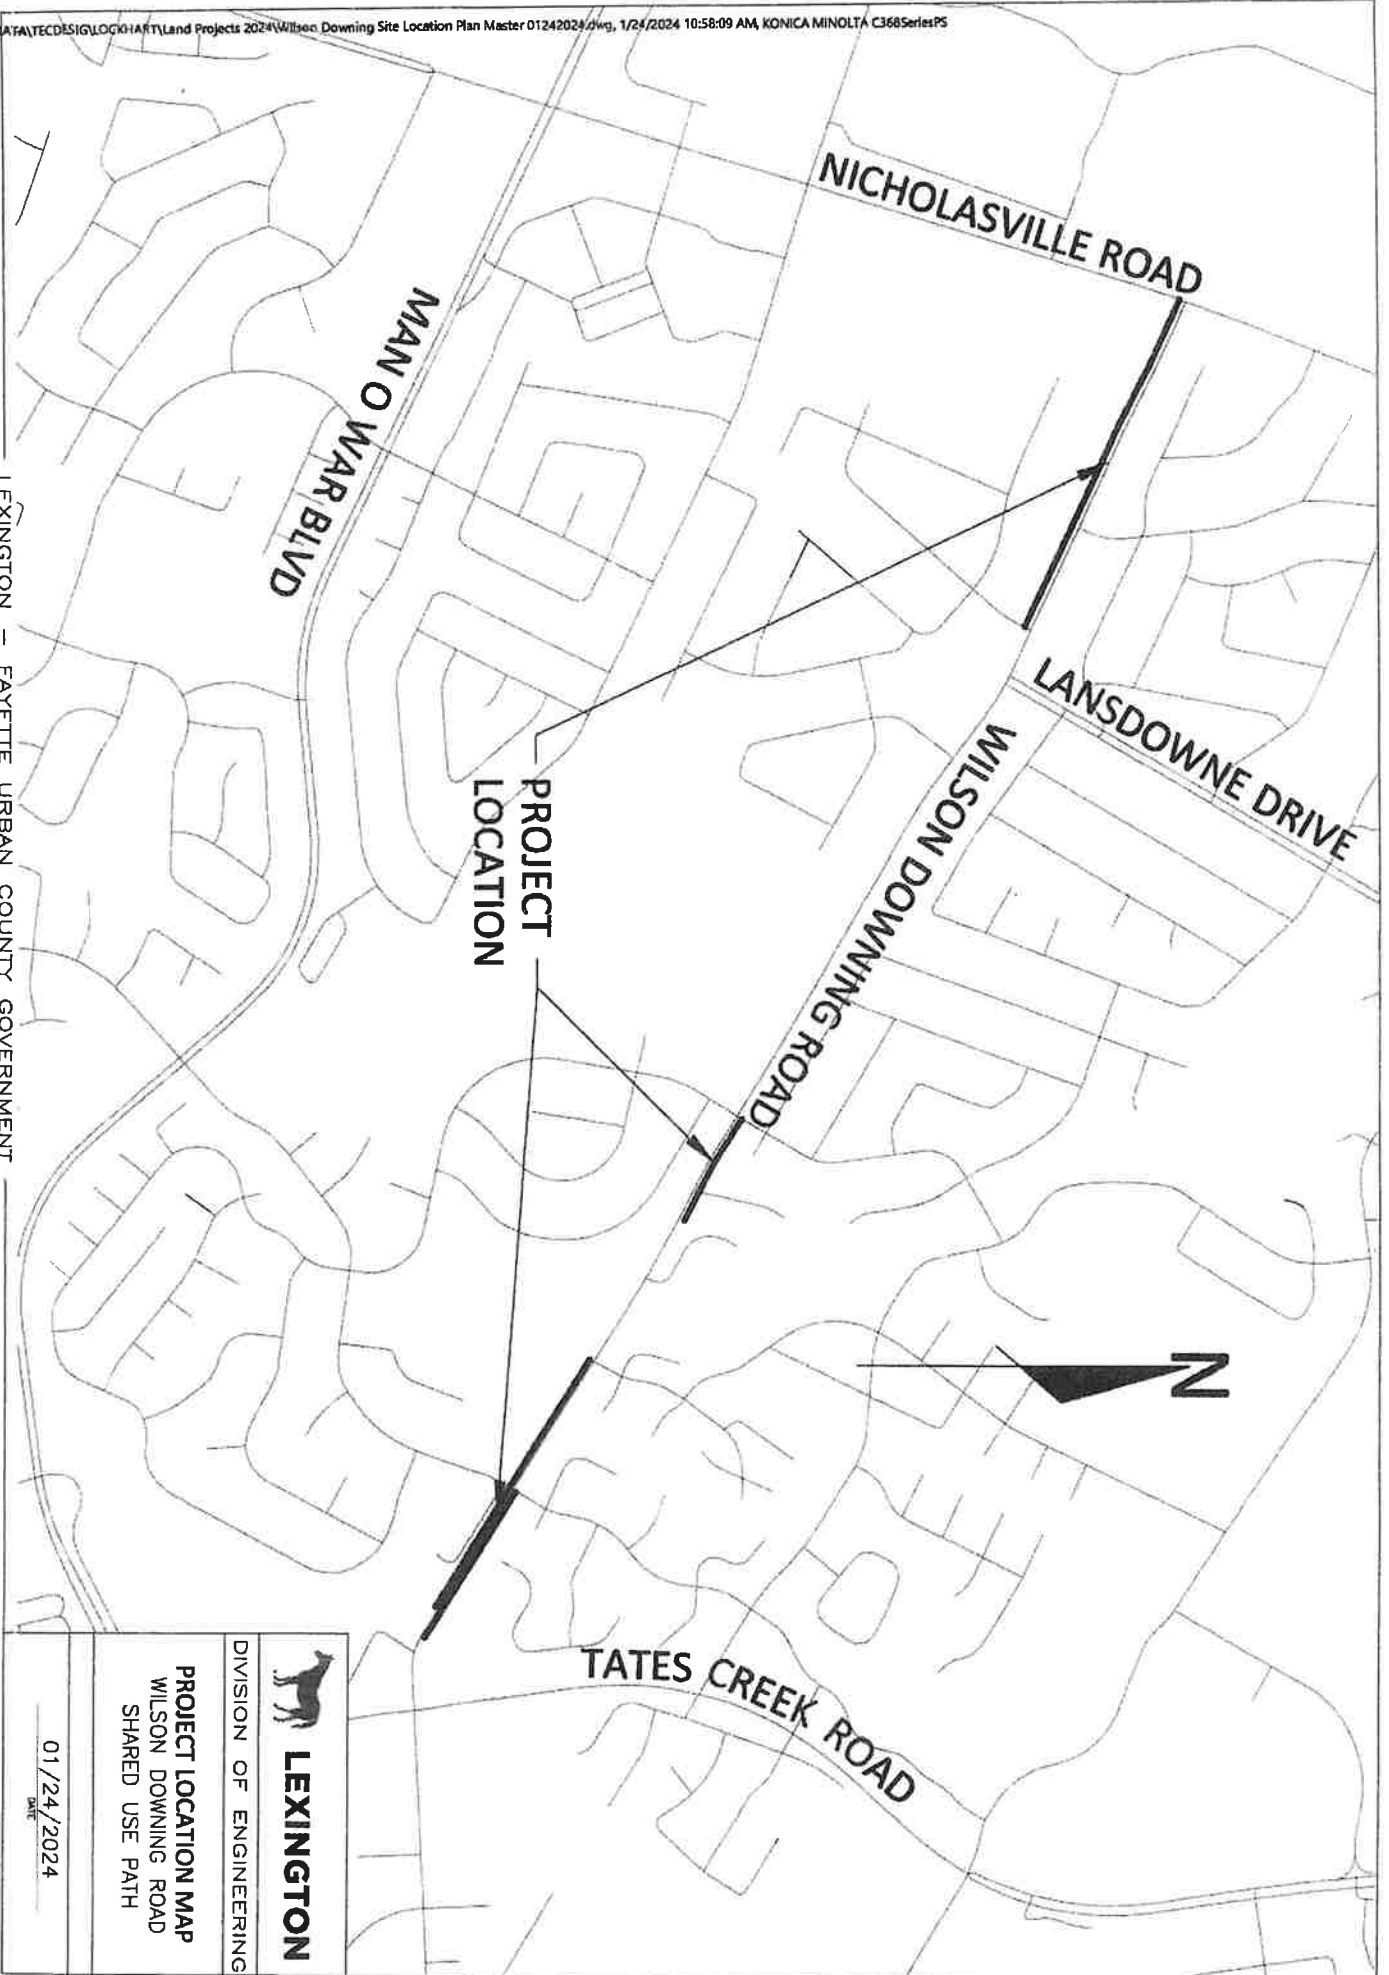 ATA\TECDESIG\LOCKHART\Land Projects 2024\Wilson Downing Site Location Plan Master 01242024.dwg, 1/24/2024 10:58:09 AM, KONICA MINOLTA C368SeriesPS
NICHOLASVILLE ROAD
LANSDOWNE DRIVE
WILSON DOWNING ROAD
MAN O WAR BLVD
PROJECT
LOCATION
N
TATES CREEK ROAD
LEXINGTON
DIVISION OF ENGINEERING
PROJECT LOCATION MAP
WILSON DOWNING ROAD
SHARED USE PATH
01/24/2024
DATE
LEXINGTON - FAYETTE URBAN COUNTY GOVERNMENT